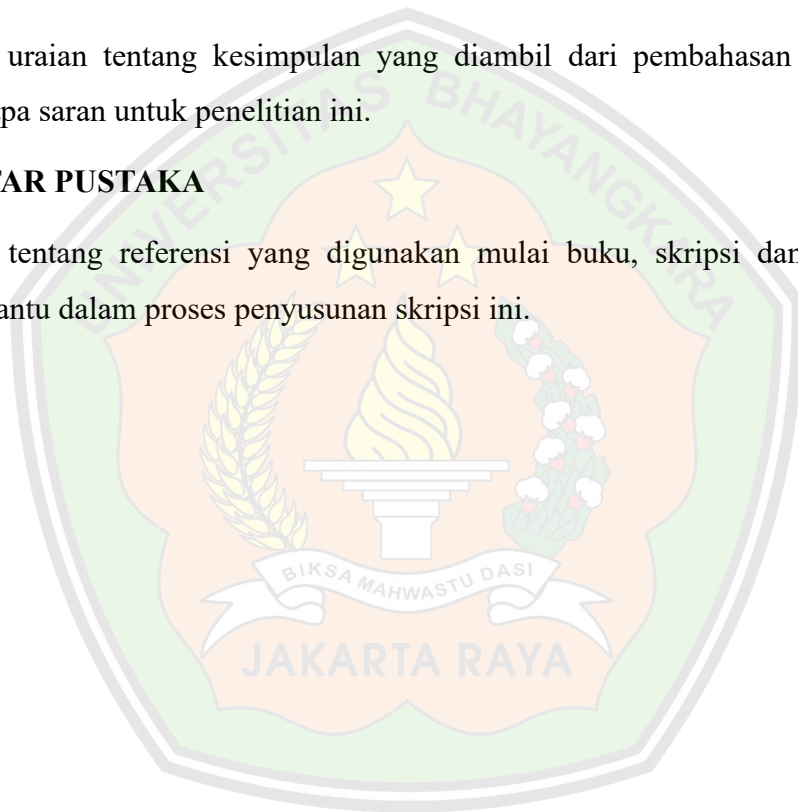 uraian tentang kesimpulan yang diambil dari pembahasan
pa saran untuk penelitian ini.
TAR PUSTAKA
tentang referensi yang digunakan mulai buku, skripsi dan
antu dalam proses penyusunan skripsi ini.
UNIVERSITAS BHAYANGKARA
BIKSA MAHWASTU DASI
JAKARTA RAYA